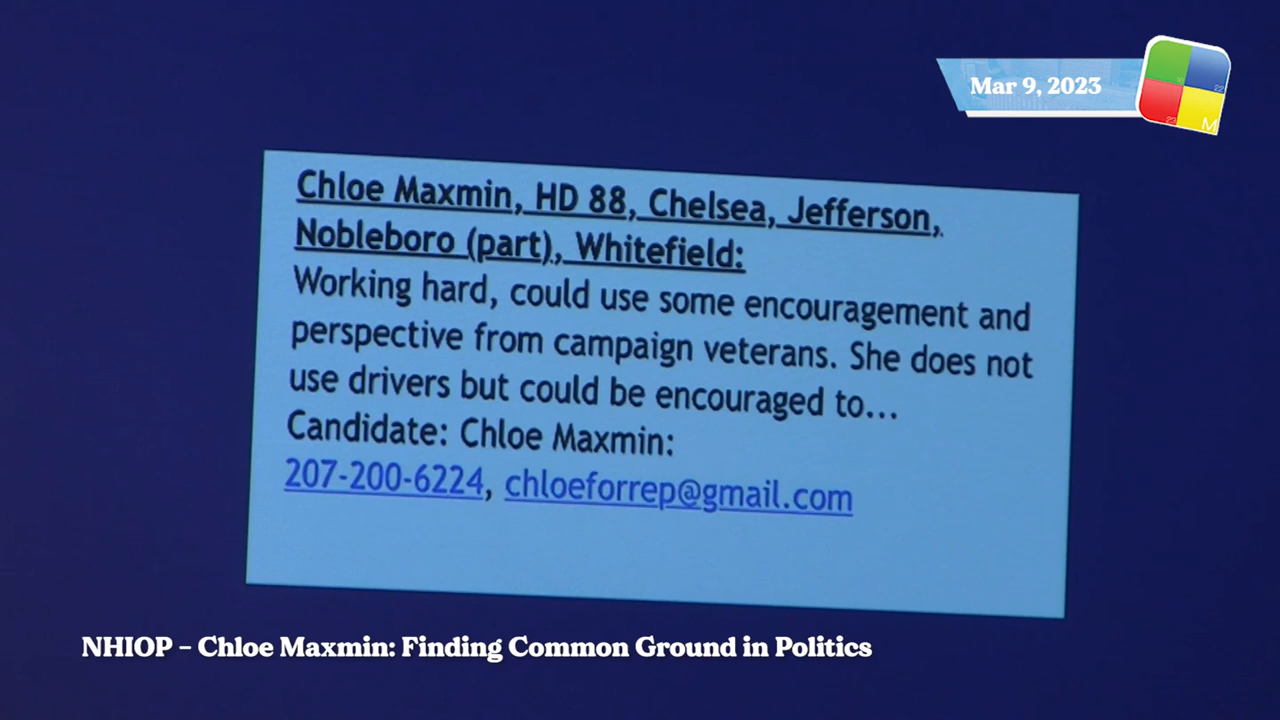 Mar 9, 2023
M
Chloe Maxmin, HD 88, Chelsea, Jefferson,
Nobleboro (part), Whitefield:
Working hard, could use some encouragement and
perspective from campaign veterans. She does not
use drivers but could be encouraged to...
Candidate: Chloe Maxmin:
207-200-6224, chloeforrep@gmail.com
NHIOP – Chloe Maxmin: Finding Common Ground in Politics